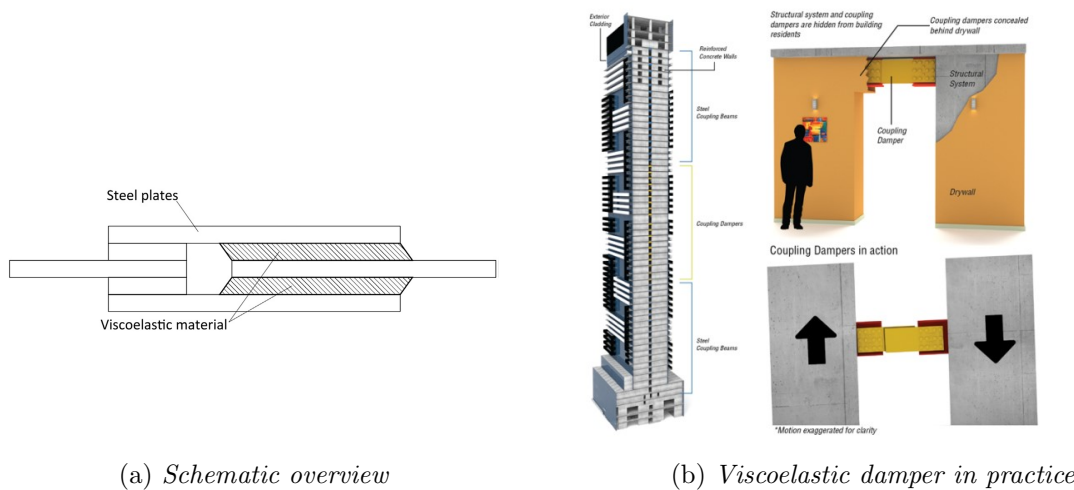 Steel plates
Viscoelastic material
Exterior
Cladding
Reinforced
Concrete Walls
Steel
Coupling Beams
Coupling Dampers
Steel
Coupling Beams
Structural system and coupling
dampers are hidden from building
residents
Coupling dampers concealed
behind drywall
Structural
System
Coupling
Damper
Drywall
Coupling Dampers in action
*Motion exaggerated for clarity
(a) Schematic overview
(b) Viscoelastic damper in practice